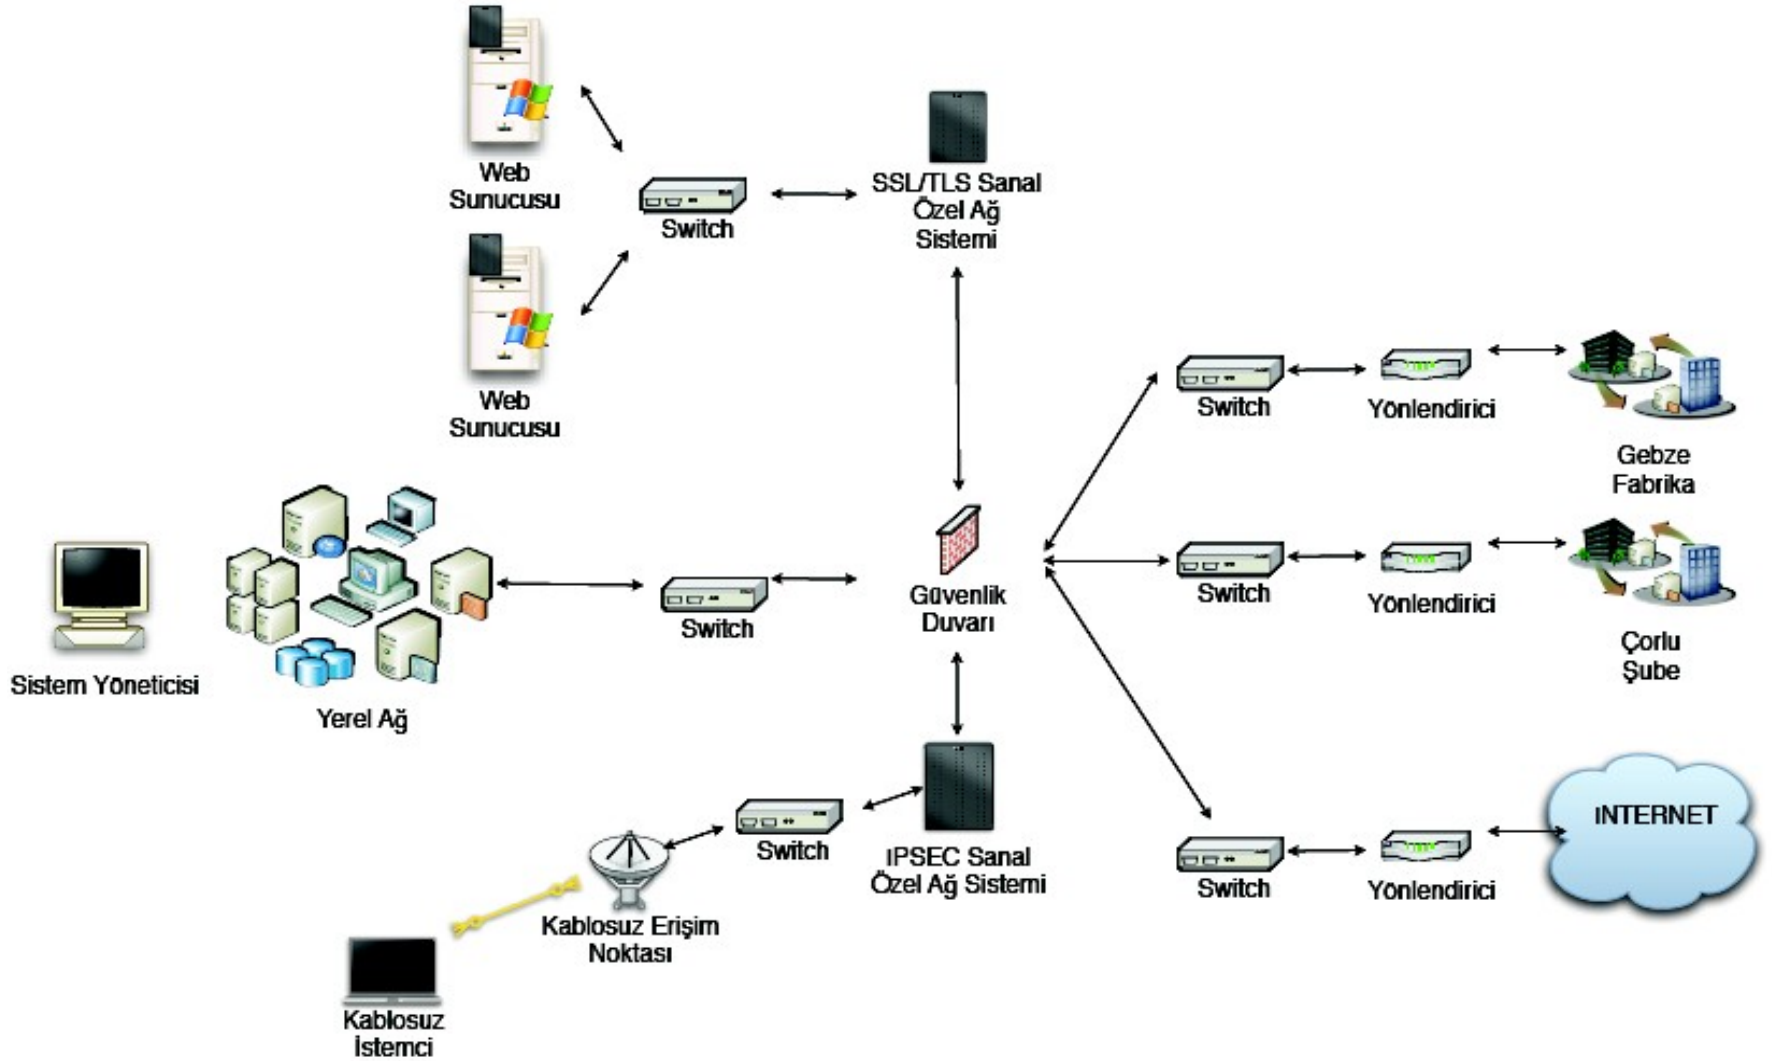 Web
Sunucusu
Switch
SSL/TLS Sanal
Özel Ağ
Sistemi
Web
Sunucusu
Switch
Yönlendirici
Gebze
Fabrika
Sistem Yöneticisi
Yerel Ağ
Switch
Güvenlik
Duvarı
Switch
Yönlendirici
Çorlu
Şube
Kablosuz
İstemci
Kablosuz Erişim
Noktası
Switch
ıPSEC Sanal
Özel Ağ Sistemi
Switch
Yönlendirici
ıNTERNET